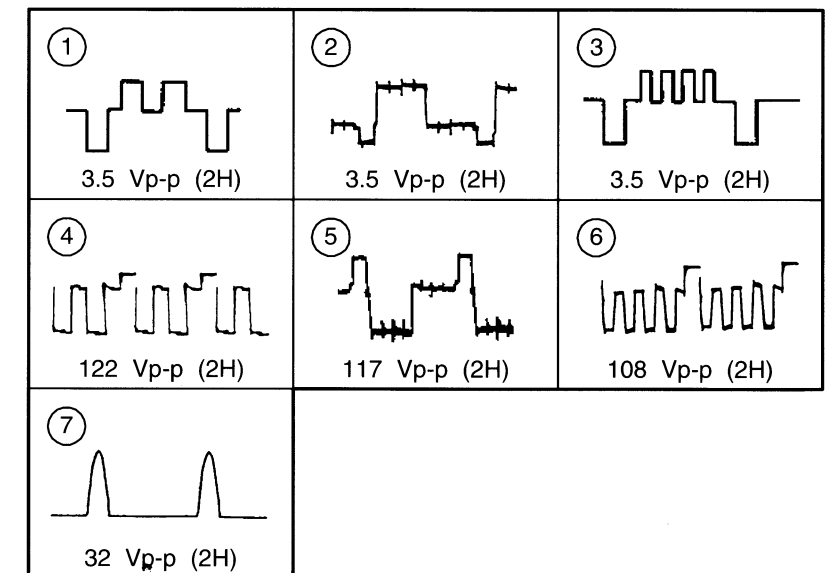 1 2 3
3.5 Vp-p (2H) 3.5 Vp-p (2H) 3.5 Vp-p (2H)
4 5 6
122 Vp-p (2H) 117 Vp-p (2H) 108 Vp-p (2H)
7
32 Vp-p (2H)